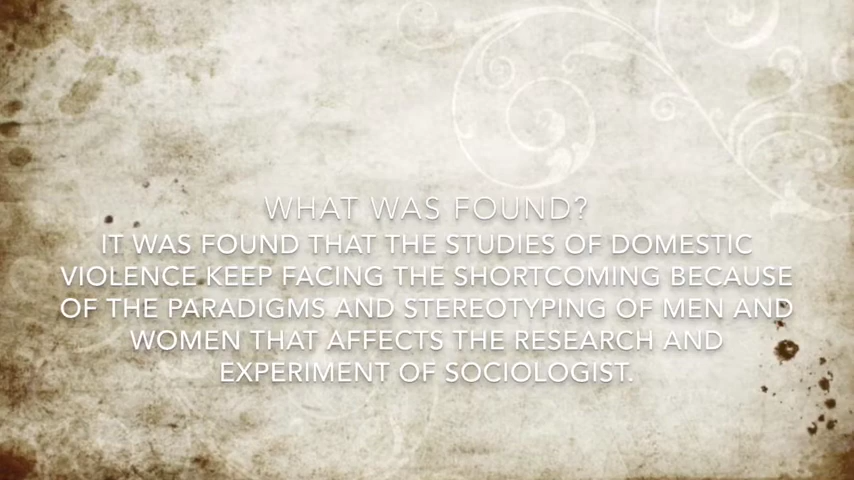 WHAT WAS FOUND?
IT WAS FOUND THAT THE STUDIES OF DOMESTIC
VIOLENCE KEEP FACING THE SHORTCOMING BECAUSE
OF THE PARADIGMS AND STEREOTYPING OF MEN AND
WOMEN THAT AFFECTS THE RESEARCH AND
EXPERIMENT OF SOCIOLOGIST.